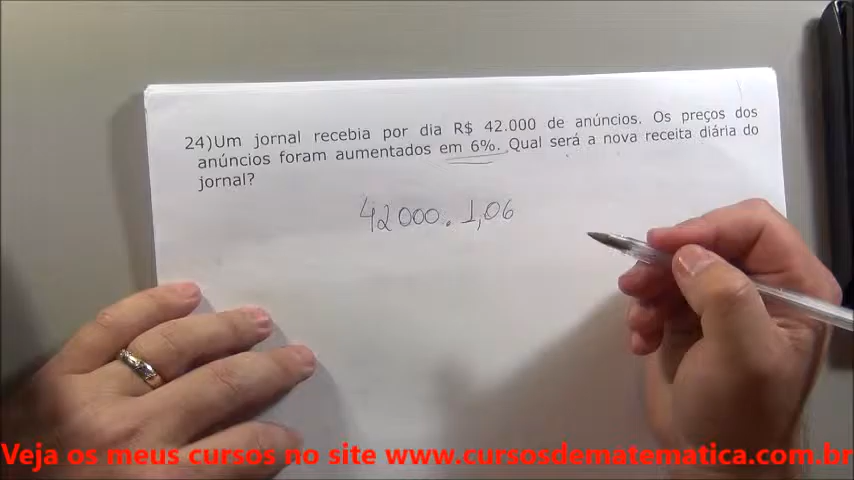 24)Um jornal recebia por dia R$ 42.000 de anúncios. Os preços dos
anúncios foram aumentados em 6%. Qual será a nova receita diária do
jornal?
42000 . 1,06
Veja os meus cursos no site www.cursosdematematica.com.br